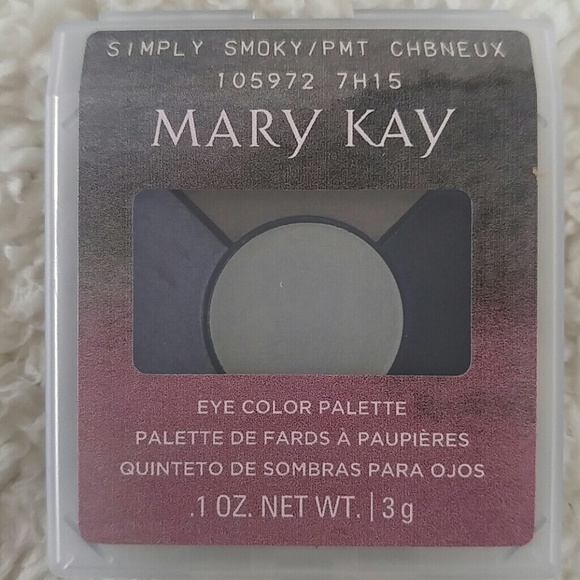 SIMPLY SMOKY/PMT CHBNEUX
105972 7H15
MARY KAY
EYE COLOR PALETTE
PALETTE DE FARDS À PAUPIÈRES
QUINTETO DE SOMBRAS PARA OJOS
.1 OZ. NET WT. | 3 g